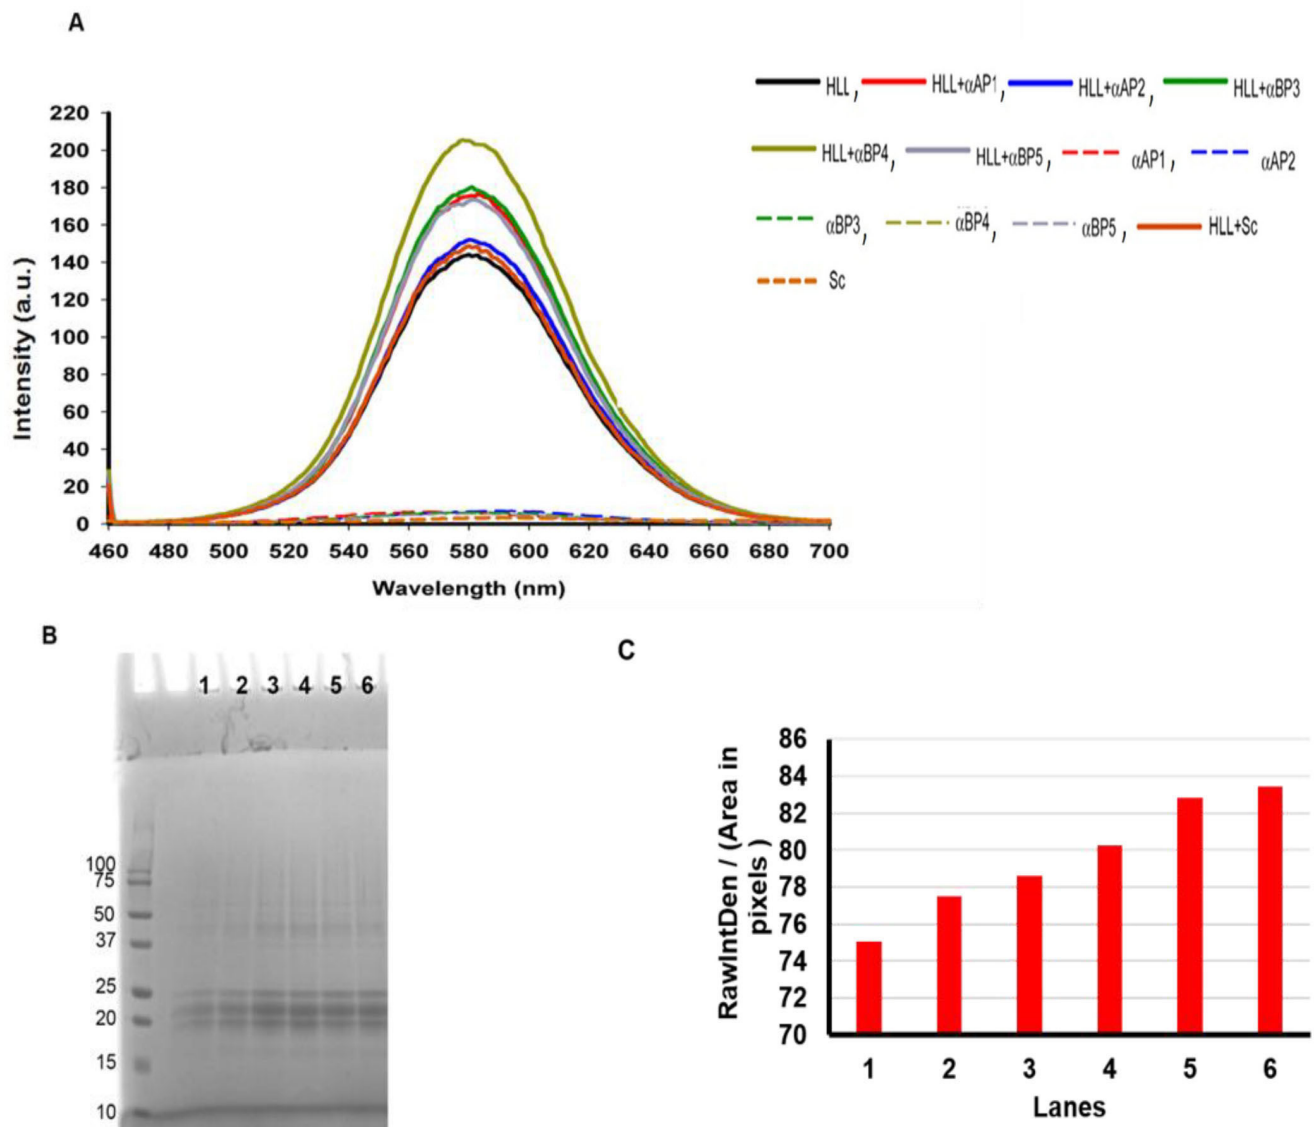 A
HLL, HLL+αAP1, HLL+αAP2, HLL+αBP3
HLL+αBP4, HLL+αBP5, αAP1, αAP2
αBP3, αBP4, αBP5, HLL+Sc
Sc
Intensity (a.u.)
220
200
180
160
140
120
100
80
60
40
20
0
460 480 500 520 540 560 580 600 620 640 660 680 700
Wavelength (nm)
B
1 2 3 4 5 6
100
75
50
37
25
20
15
10
C
RawIntDen / (Area in
pixels )
86
84
82
80
78
76
74
72
70
1 2 3 4 5 6
Lanes